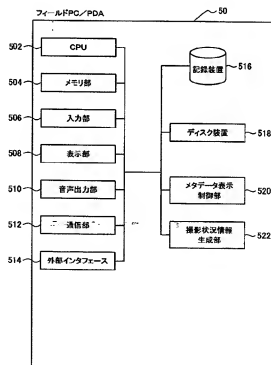 フィールドPC/PDA
50
502
CPU
504
メモリ部
506
入力部
508
表示部
510
音声出力部
512
通信部
514
外部インタフェース
記録装置
516
ディスク装置
518
メタデータ表示
制御部
520
撮影状況情報
生成部
522